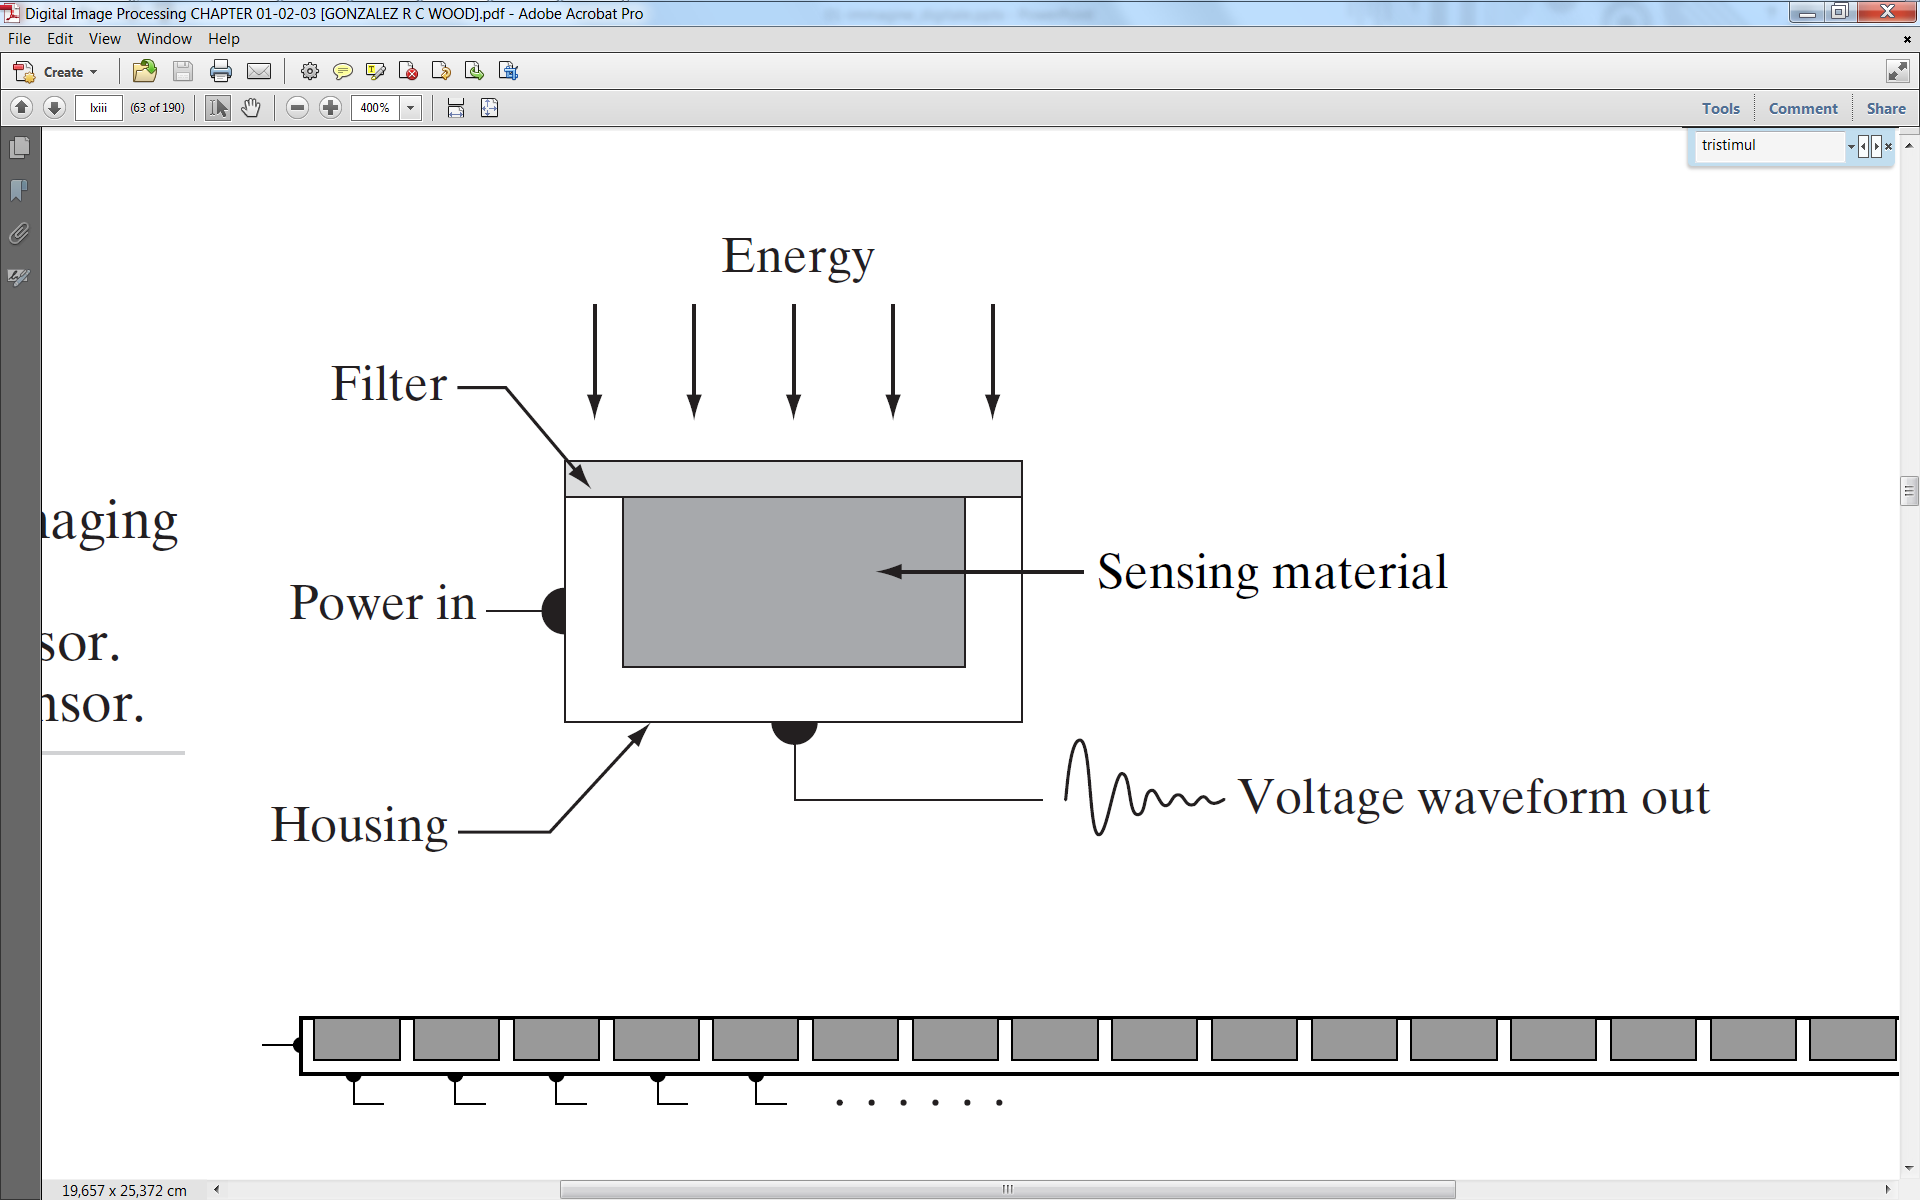 Digital Image Processing CHAPTER 01-02-03 [GONZALEZ R C WOOD].pdf - Adobe Acrobat Pro
File Edit View Window Help
Create
lxiii (63 of 190) 400% Tools Comment Share
tristimul
Energy
Filter
naging
Sensing material
Power in
sor.
nsor.
Voltage waveform out
Housing
19,657 x 25,372 cm